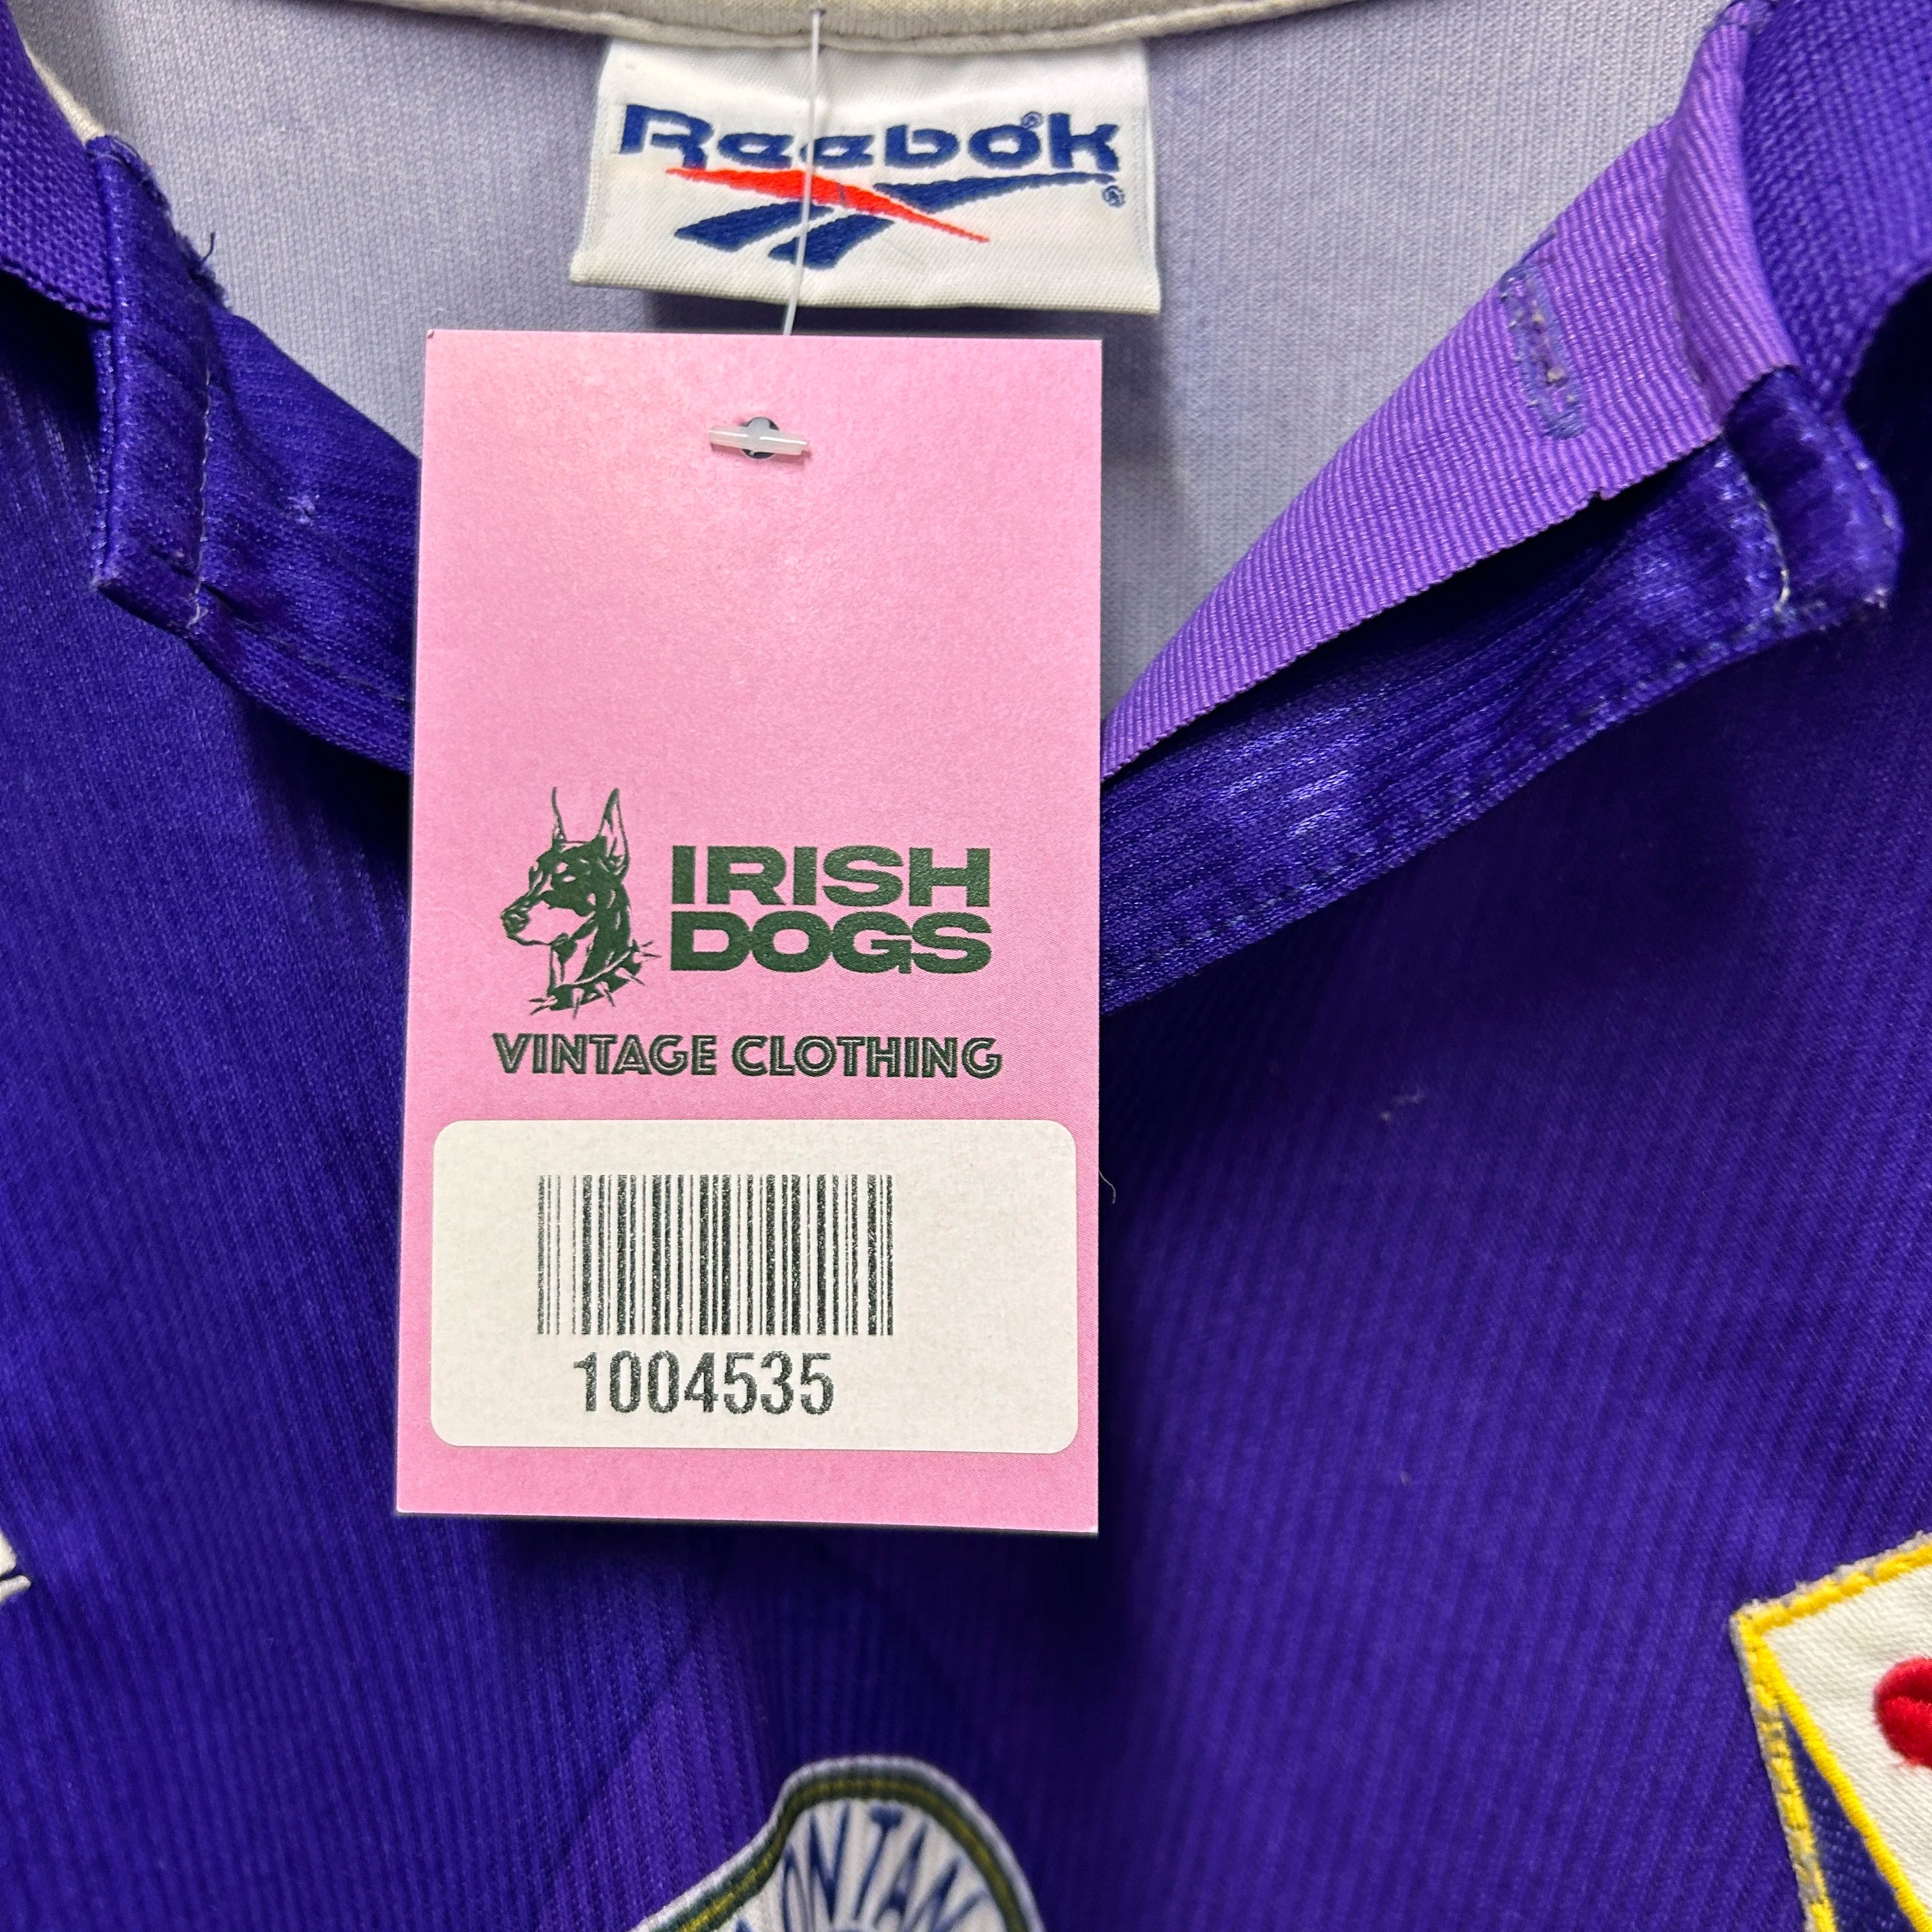 Reebok®
®
IRISH
DOGS
VINTAGE CLOTHING
1004535